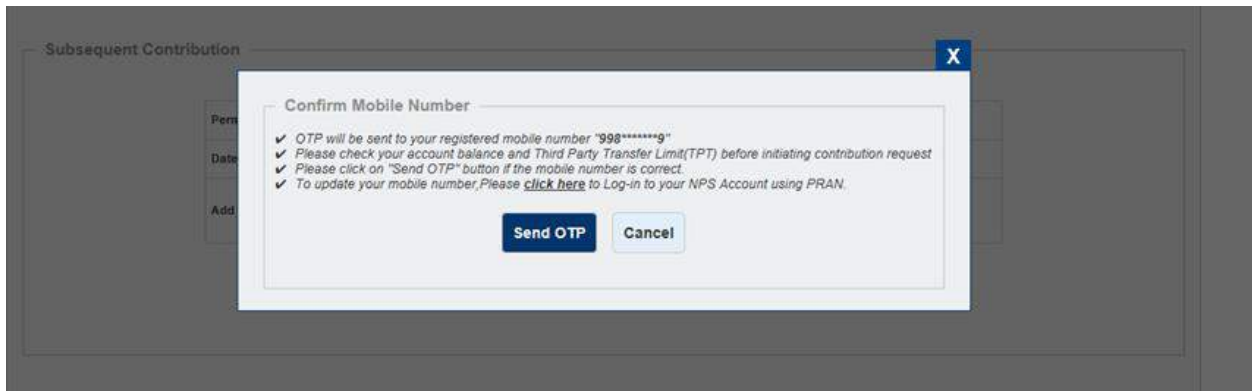 Subsequent Contribution
X
Confirm Mobile Number
Pern
✔ OTP will be sent to your registered mobile number "998*******9"
✔ Please check your account balance and Third Party Transfer Limit(TPT) before initiating contribution request
Date
✔ Please click on "Send OTP" button if the mobile number is correct.
✔ To update your mobile number,Please click here to Log-in to your NPS Account using PRAN.
Add
Send OTP
Cancel